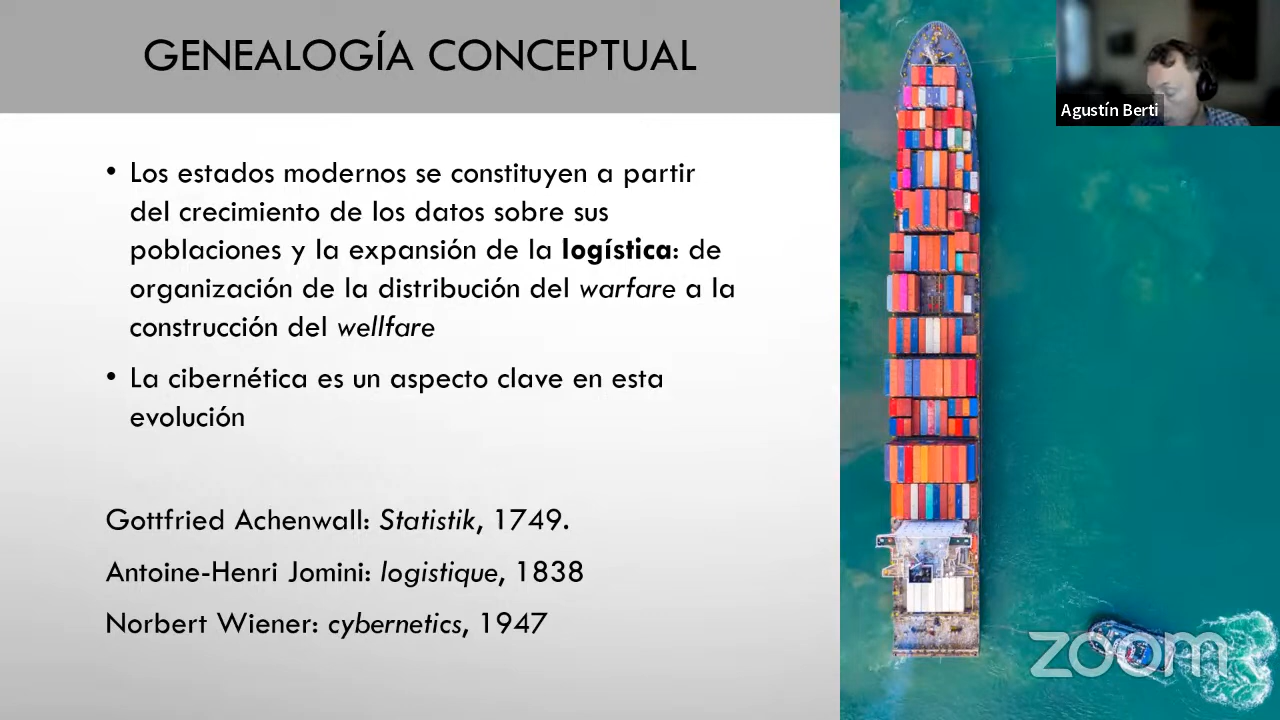 GENEALOGÍA CONCEPTUAL
Agustín Berti
• Los estados modernos se constituyen a partir
del crecimiento de los datos sobre sus
poblaciones y la expansión de la logística: de
organización de la distribución del warfare a la
construcción del wellfare
• La cibernética es un aspecto clave en esta
evolución
Gottfried Achenwall: Statistik, 1749.
Antoine-Henri Jomini: logistique, 1838
Norbert Wiener: cybernetics, 1947
zoom